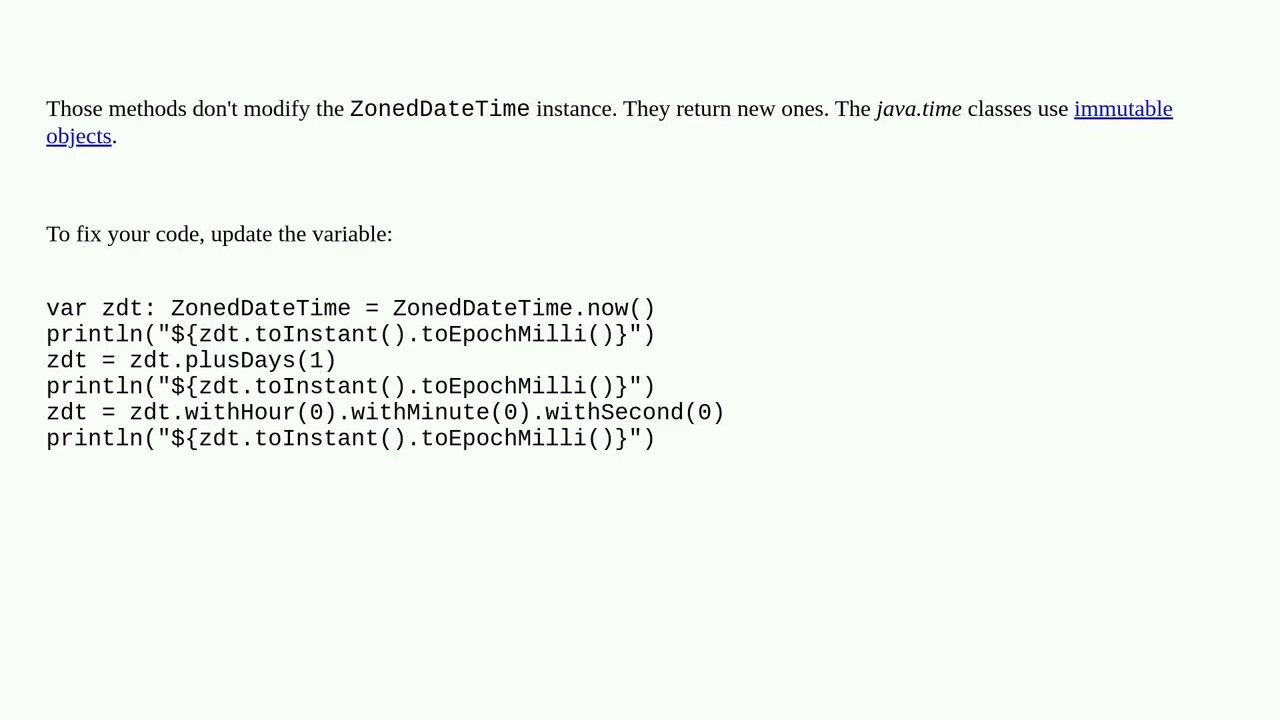 Those methods don't modify the ZonedDateTime instance. They return new ones. The java.time classes use immutable
objects.
To fix your code, update the variable:
var zdt: ZonedDateTime = ZonedDateTime.now()
println("${zdt.toInstant().toEpochMilli()}")
zdt = zdt.plusDays(1)
println("${zdt.toInstant().toEpochMilli()}")
zdt = zdt.withHour(0).withMinute(0).withSecond(0)
println("${zdt.toInstant().toEpochMilli()}")